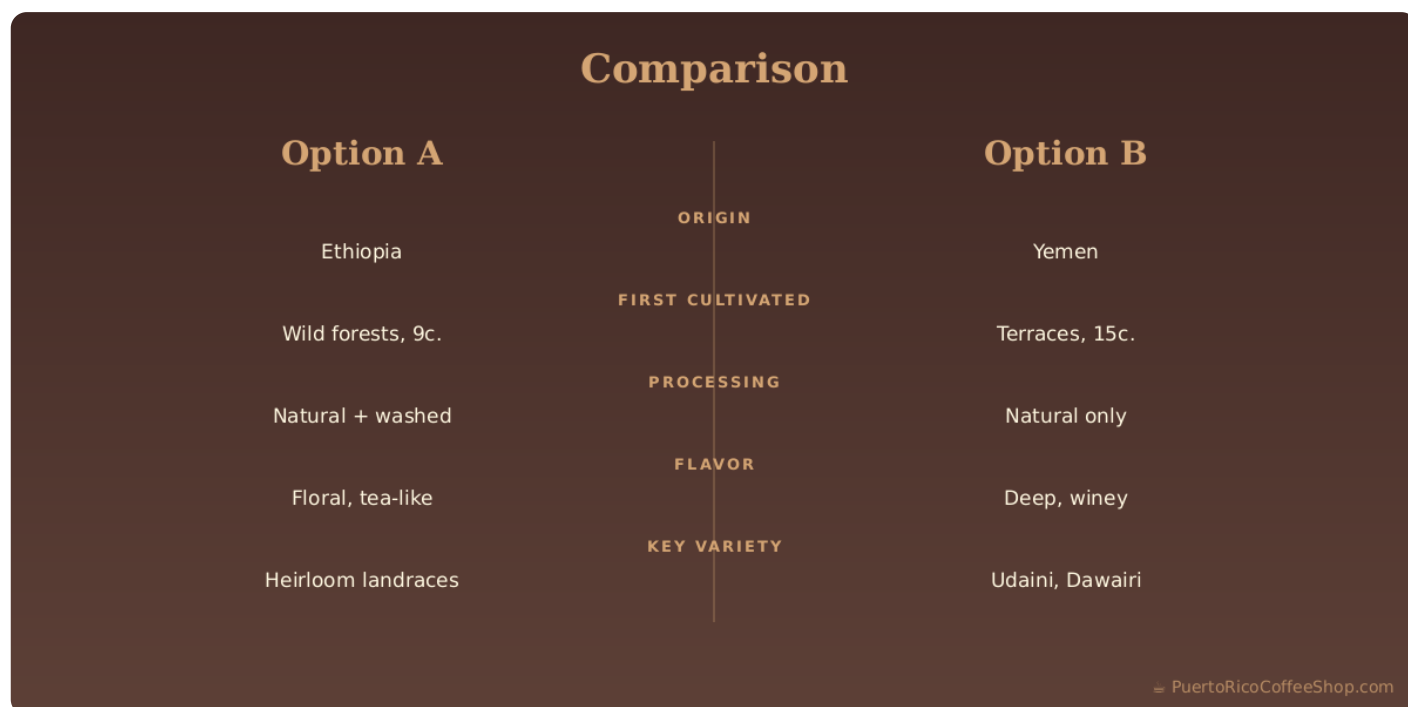 Comparison
Option A Option B
ORIGIN
Ethiopia Yemen
FIRST CULTIVATED
Wild forests, 9c. Terraces, 15c.
PROCESSING
Natural + washed Natural only
FLAVOR
Floral, tea-like Deep, winey
KEY VARIETY
Heirloom landraces Udaini, Dawairi
☕ PuertoRicoCoffeeShop.com